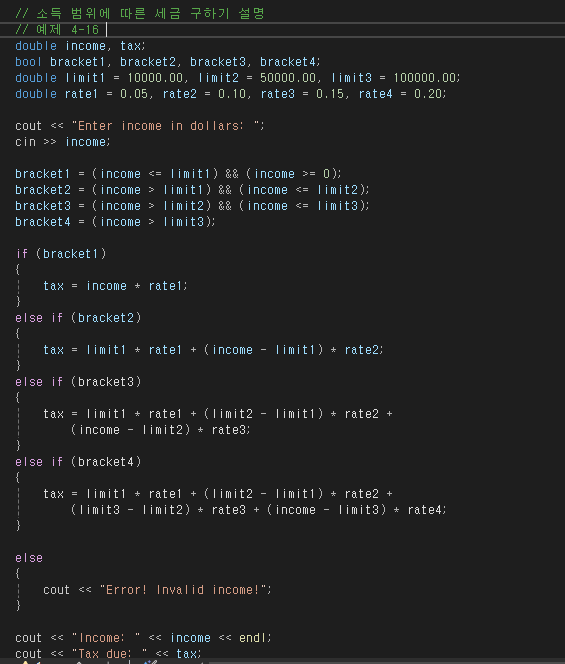 // 소득 범위에 따른 세금 구하기 설명
// 예제 4-16
double income, tax;
bool bracket1, bracket2, bracket3, bracket4;
double limit1 = 10000.00, limit2 = 50000.00, limit3 = 100000.00;
double rate1 = 0.05, rate2 = 0.10, rate3 = 0.15, rate4 = 0.20;
cout << "Enter income in dollars: ";
cin >> income;
bracket1 = (income <= limit1) && (income >= 0);
bracket2 = (income > limit1) && (income <= limit2);
bracket3 = (income > limit2) && (income <= limit3);
bracket4 = (income > limit3);
if (bracket1)
{
tax = income * rate1;
}
else if (bracket2)
{
tax = limit1 * rate1 + (income - limit1) * rate2;
}
else if (bracket3)
{
tax = limit1 * rate1 + (limit2 - limit1) * rate2 +
(income - limit2) * rate3;
}
else if (bracket4)
{
tax = limit1 * rate1 + (limit2 - limit1) * rate2 +
(limit3 - limit2) * rate3 + (income - limit3) * rate4;
}
else
{
cout << "Error! Invalid income!";
}
cout << "Income: " << income << endl;
cout << "Tax due: " << tax;